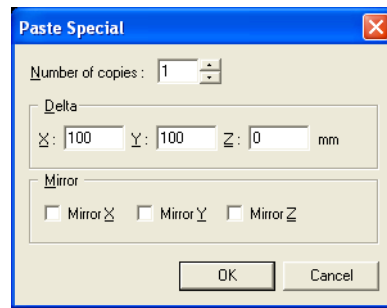 Paste Special
Number of copies : 1
Delta
X : 100 Y : 100 Z : 0 mm
Mirror
Mirror X Mirror Y Mirror Z
OK Cancel